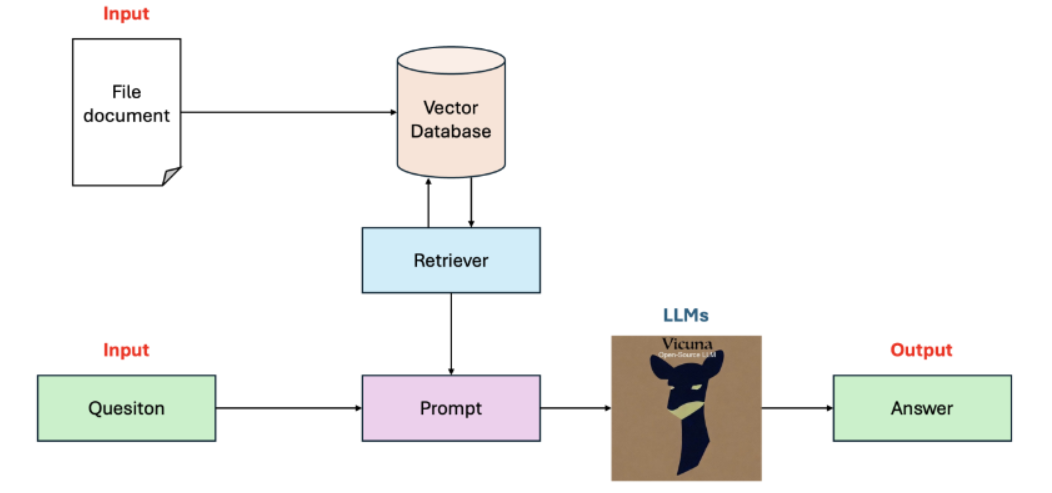 Input
File
document
Vector
Database
Retriever
LLMs
Vicuna
Open-Source LLM
Input
Quesiton
Prompt
Output
Answer